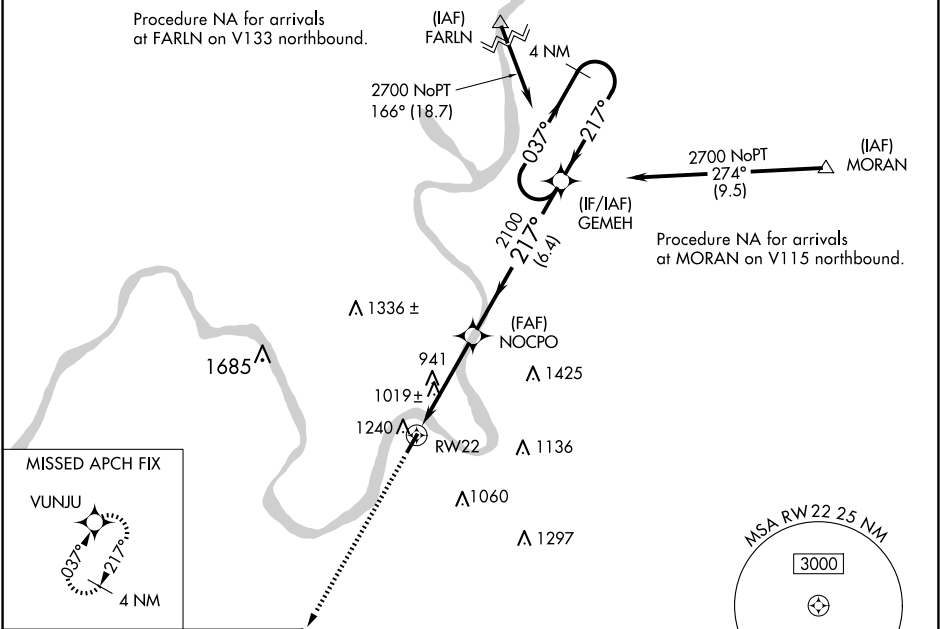 Procedure NA for arrivals
at FARLN on V133 northbound.
(IAF)
FARLN
4 NM
2700 NoPT
166° (18.7)
037°
217°
2700 NoPT
274°
(9.5)
(IAF)
MORAN
(IF/IAF)
GEMEH
2100
217°
(6.4)
Procedure NA for arrivals
at MORAN on V115 northbound.
1336 ±
(FAF)
NOCPO
1685
941
1425
1019 ±
1240
RW22
1136
MISSED APCH FIX
VUNJU
037°
217°
4 NM
1060
1297
MSA RW22 25 NM
3000